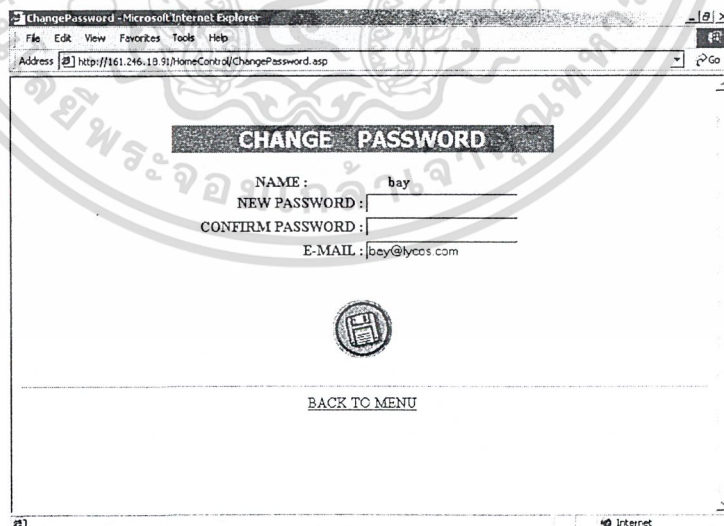 ChangePassword - Microsoft Internet Explorer
File Edit View Favorites Tools Help
Address http://161.246.18.91/HomeControl/ChangePassword.asp Go
CHANGE PASSWORD
NAME : bay
NEW PASSWORD :
CONFIRM PASSWORD :
E-MAIL : bay@lycos.com
BACK TO MENU
Internet